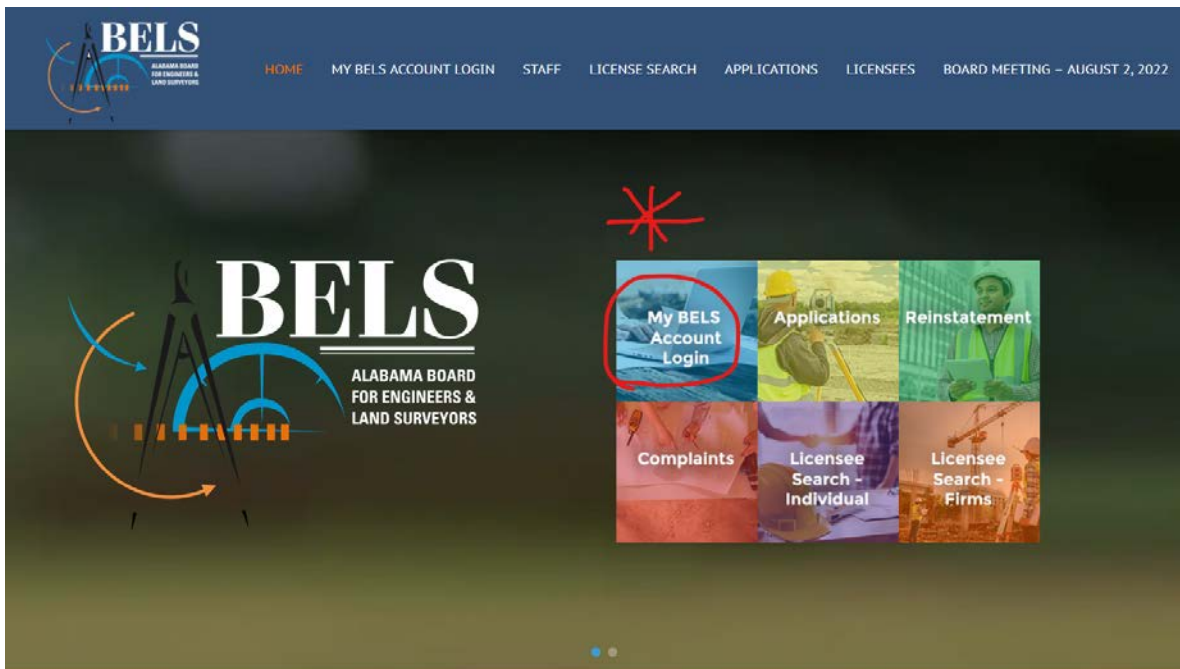 BELS
ALABAMA BOARD
FOR ENGINEERS &
LAND SURVEYORS
HOME MY BELS ACCOUNT LOGIN STAFF LICENSE SEARCH APPLICATIONS LICENSEES BOARD MEETING – AUGUST 2, 2022
BELS
ALABAMA BOARD
FOR ENGINEERS &
LAND SURVEYORS
My BELS
Account
Login
Applications
Reinstatement
Complaints
Licensee
Search -
Individual
Licensee
Search -
Firms